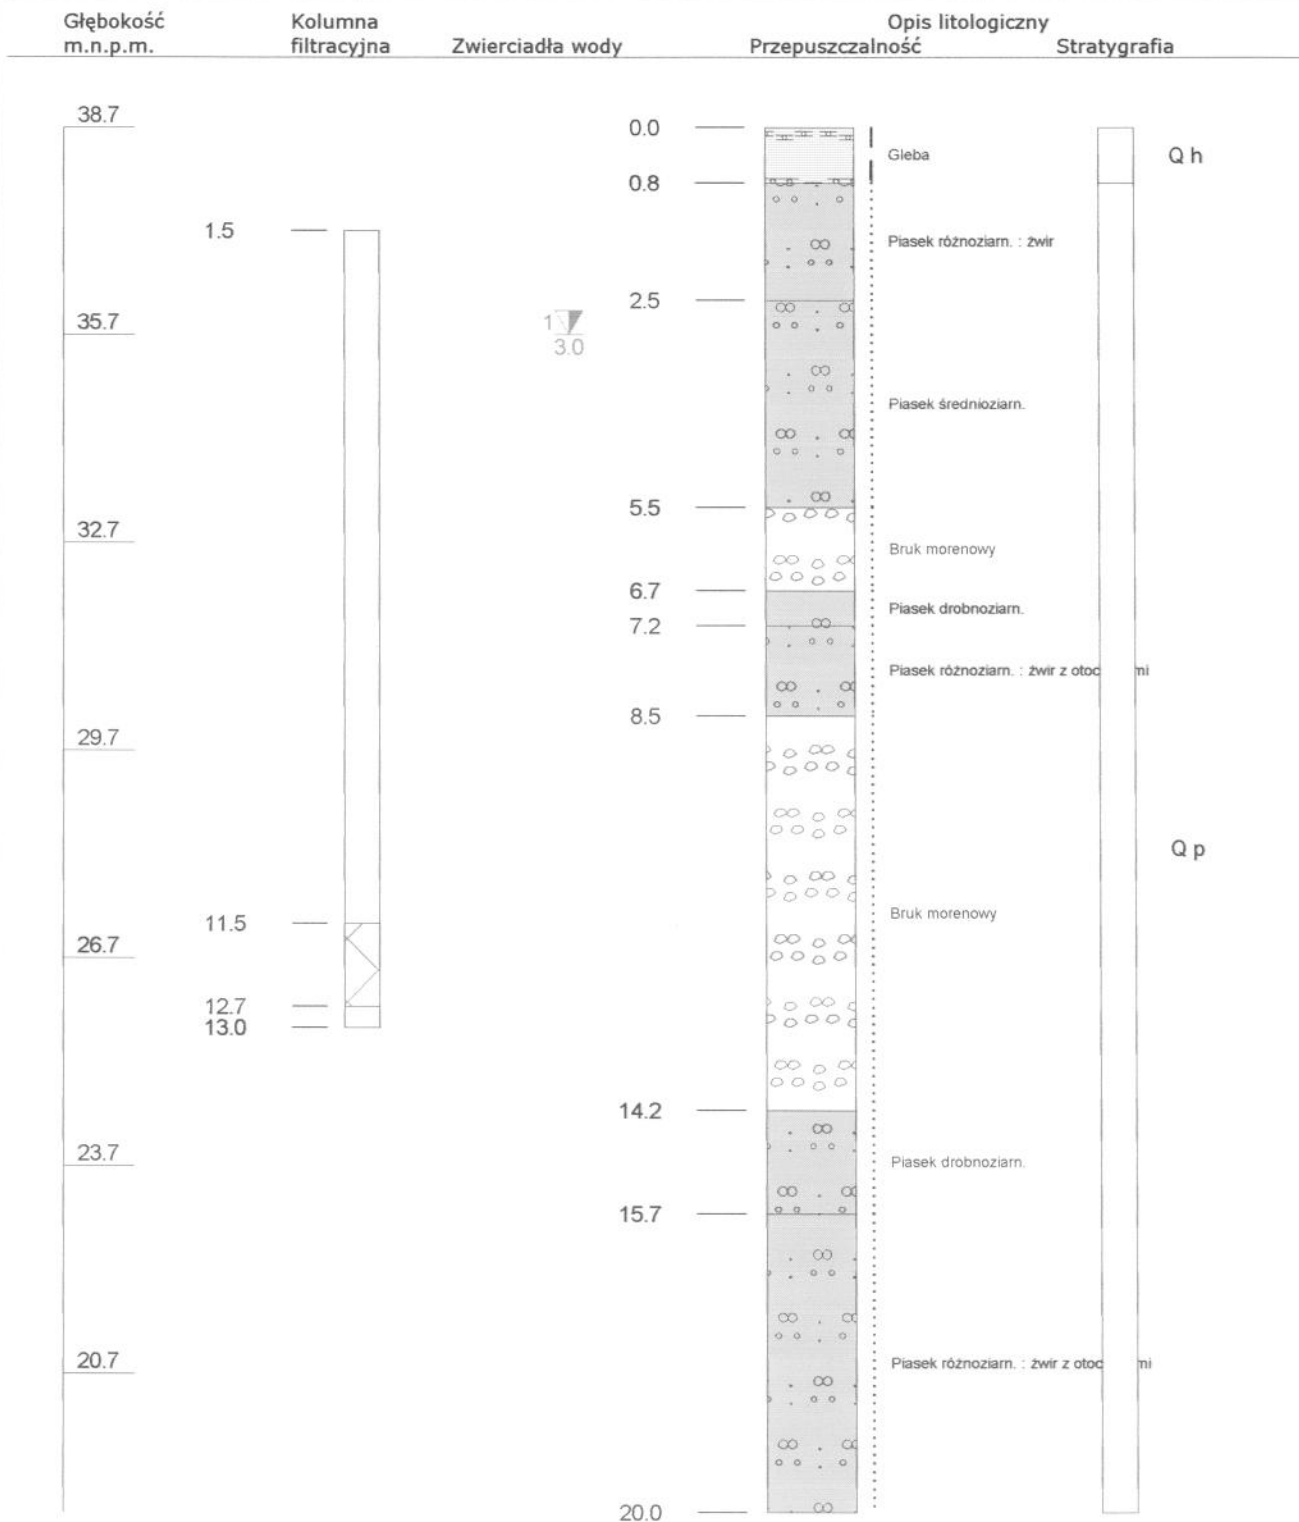 Głębokość Kolumna Opis litologiczny
m.n.p.m. filtracyjna Zwierciadła wody Przepuszczalność Stratygrafia
38.7
0.0
Gleba Q h
0.8
1.5
Piasek różnoziarn. : żwir
2.5
35.7
1
3.0
Piasek średnioziarn.
5.5
32.7
Bruk morenowy
6.7
Piasek drobnoziarn.
7.2
Piasek różnoziarn. : żwir z otoc mi
8.5
29.7
Q p
Bruk morenowy
11.5
26.7
12.7
13.0
14.2
23.7
Piasek drobnoziarn.
15.7
20.7
Piasek różnoziarn. : żwir z otoc mi
20.0